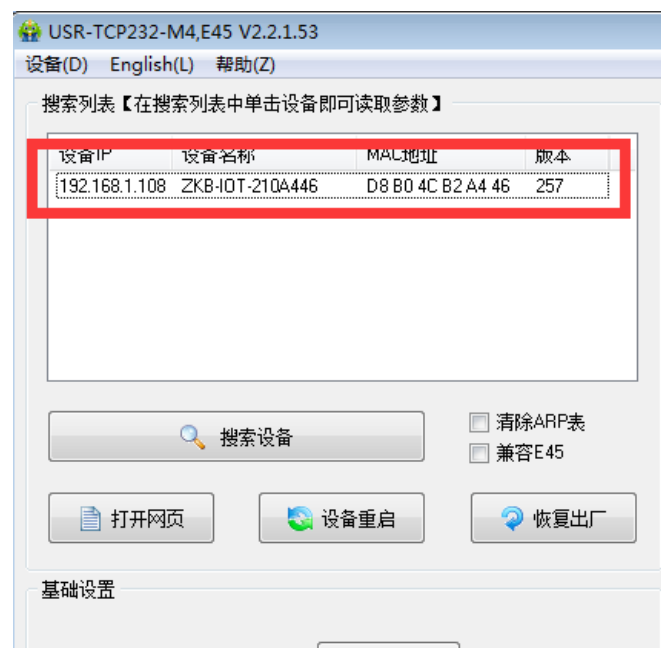 USR-TCP232-M4,E45 V2.2.1.53
设备(D) English(L) 帮助(Z)
搜索列表【在搜索列表中单击设备即可读取参数】
设备IP 设备名称 MAC地址 版本
192.168.1.108 ZKB-IOT-210A446 D8 B0 4C B2 A4 46 257
搜索设备
清除ARP表
兼容E45
打开网页 设备重启 恢复出厂
基础设置